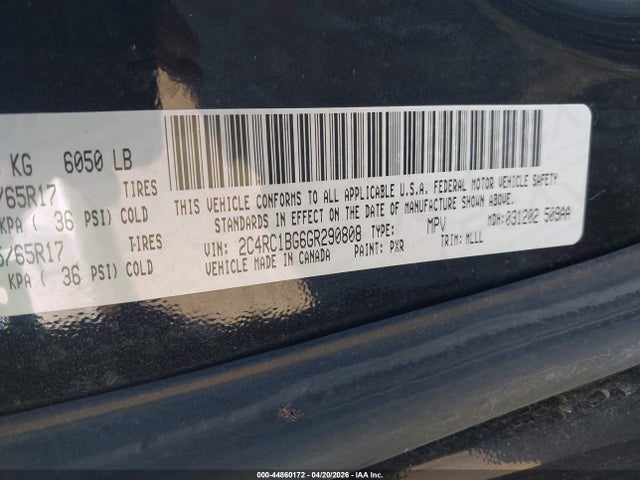 KG 6050 LB
/65R17 TIRES
KPA ( 36 PSI) COLD
/65R17 TIRES
KPA ( 36 PSI) COLD
THIS VEHICLE CONFORMS TO ALL APPLICABLE U.S.A. FEDERAL MOTOR VEHICLE SAFETY
STANDARDS IN EFFECT ON THE DATE OF MANUFACTURE SHOWN ABOVE.
VIN: 2C4RC1BG6GR290808 TYPE: MPV MDH: 031202 509AA
VEHICLE MADE IN CANADA PAINT: PXR TRIM: MLLL
000-44860172 | 04/20/2026 | IAA Inc.